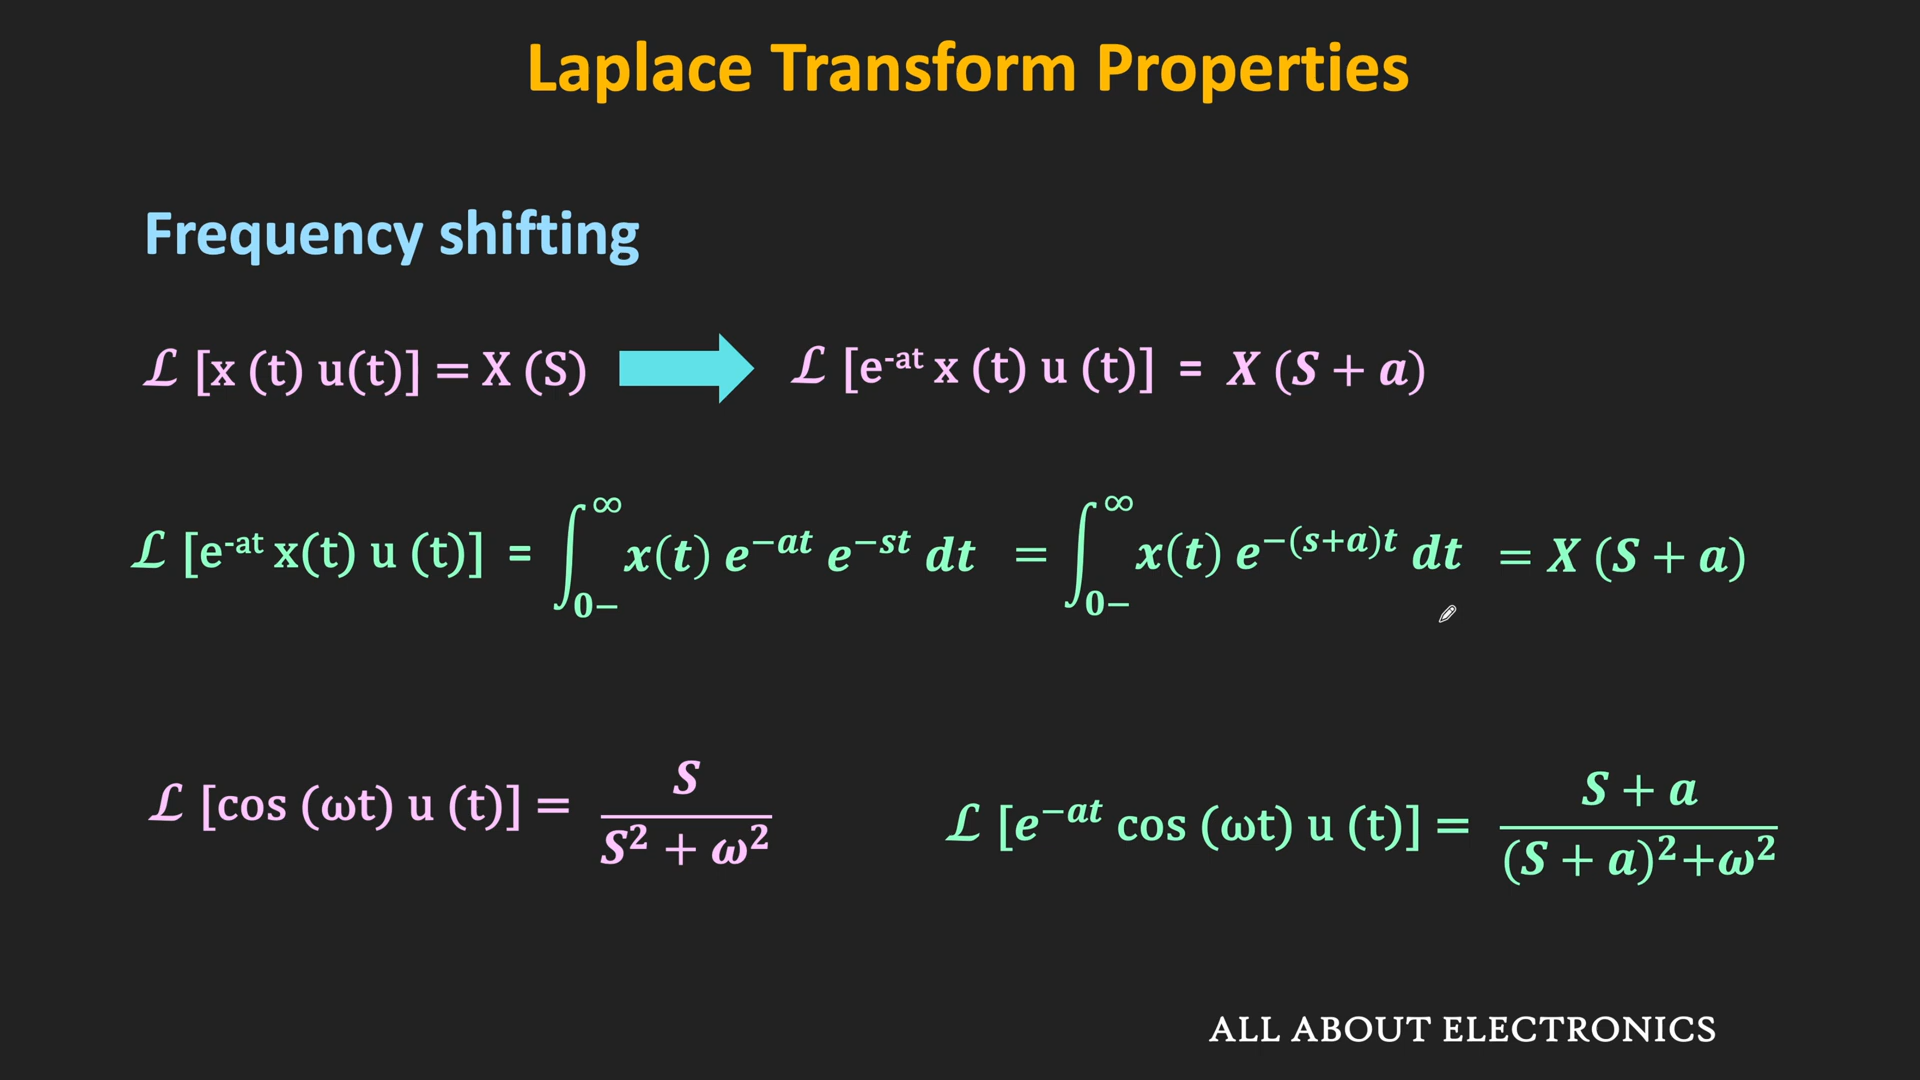 Laplace Transform Properties
Frequency shifting
ℒ [x (t) u(t)] = X (S) ℒ [e⁻ᵃᵗ x (t) u (t)] = X (S + a)
ℒ [e⁻ᵃᵗ x(t) u (t)] = ∫₀₋^∞ x(t) e^{−at} e^{−st} dt = ∫₀₋^∞ x(t) e^{−(s+a)t} dt = X (S + a)
ℒ [cos (ωt) u (t)] = S / (S² + ω²) ℒ [e^{−at} cos (ωt) u (t)] = (S + a) / ((S + a)²+ω²)
ALL ABOUT ELECTRONICS